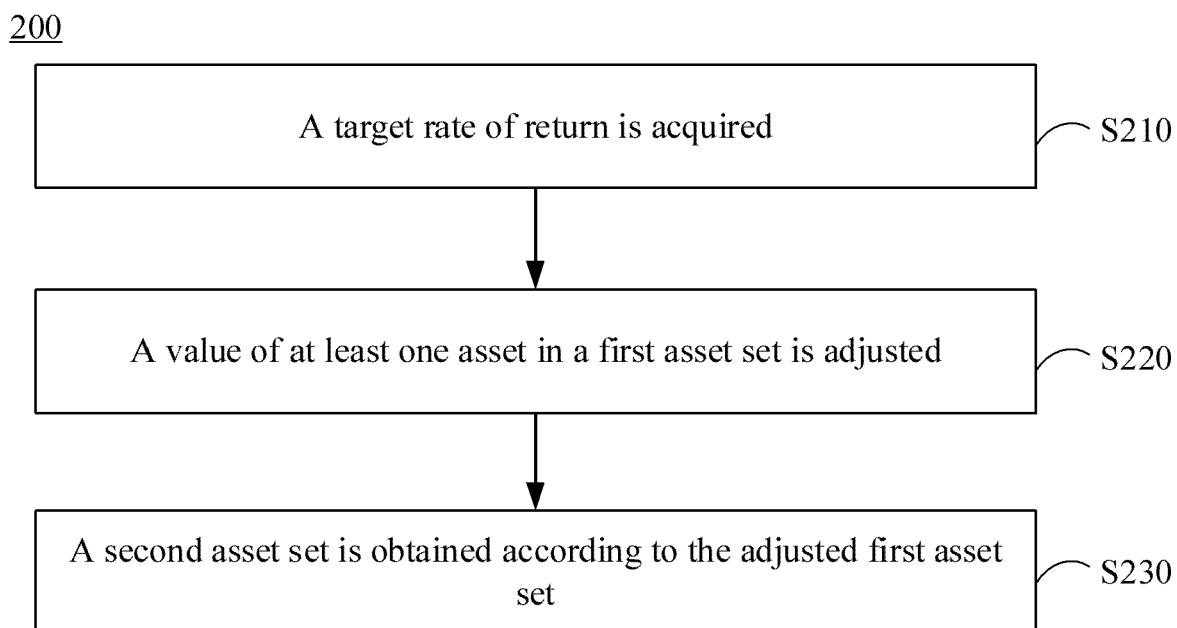 200
A target rate of return is acquired
S210
A value of at least one asset in a first asset set is adjusted
S220
A second asset set is obtained according to the adjusted first asset
set
S230